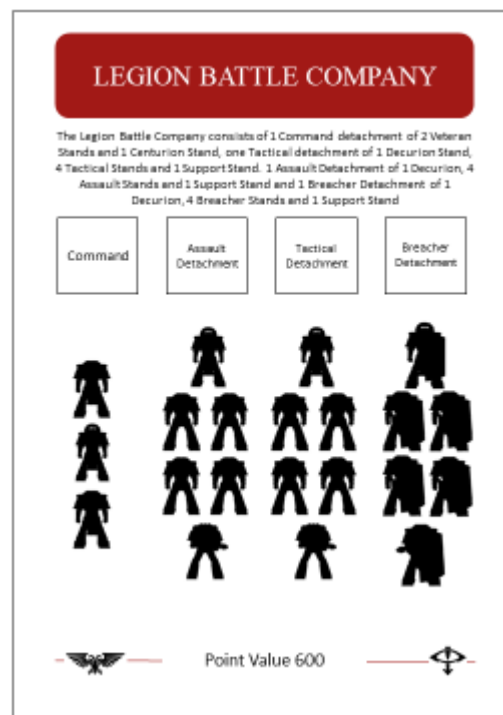 LEGION BATTLE COMPANY
The Legion Battle Company consists of 1 Command detachment of 2 Veteran
Stands and 1 Centurion Stand, one Tactical detachment of 1 Decurion Stand,
4 Tactical Stands and 1 Support Stand. 1 Assault Detachment of 1 Decurion, 4
Assault Stands and 1 Support Stand and 1 Breacher Detachment of 1
Decurion, 4 Breacher Stands and 1 Support Stand
Command
Assault
Detachment
Tactical
Detachment
Breacher
Detachment
Point Value 600